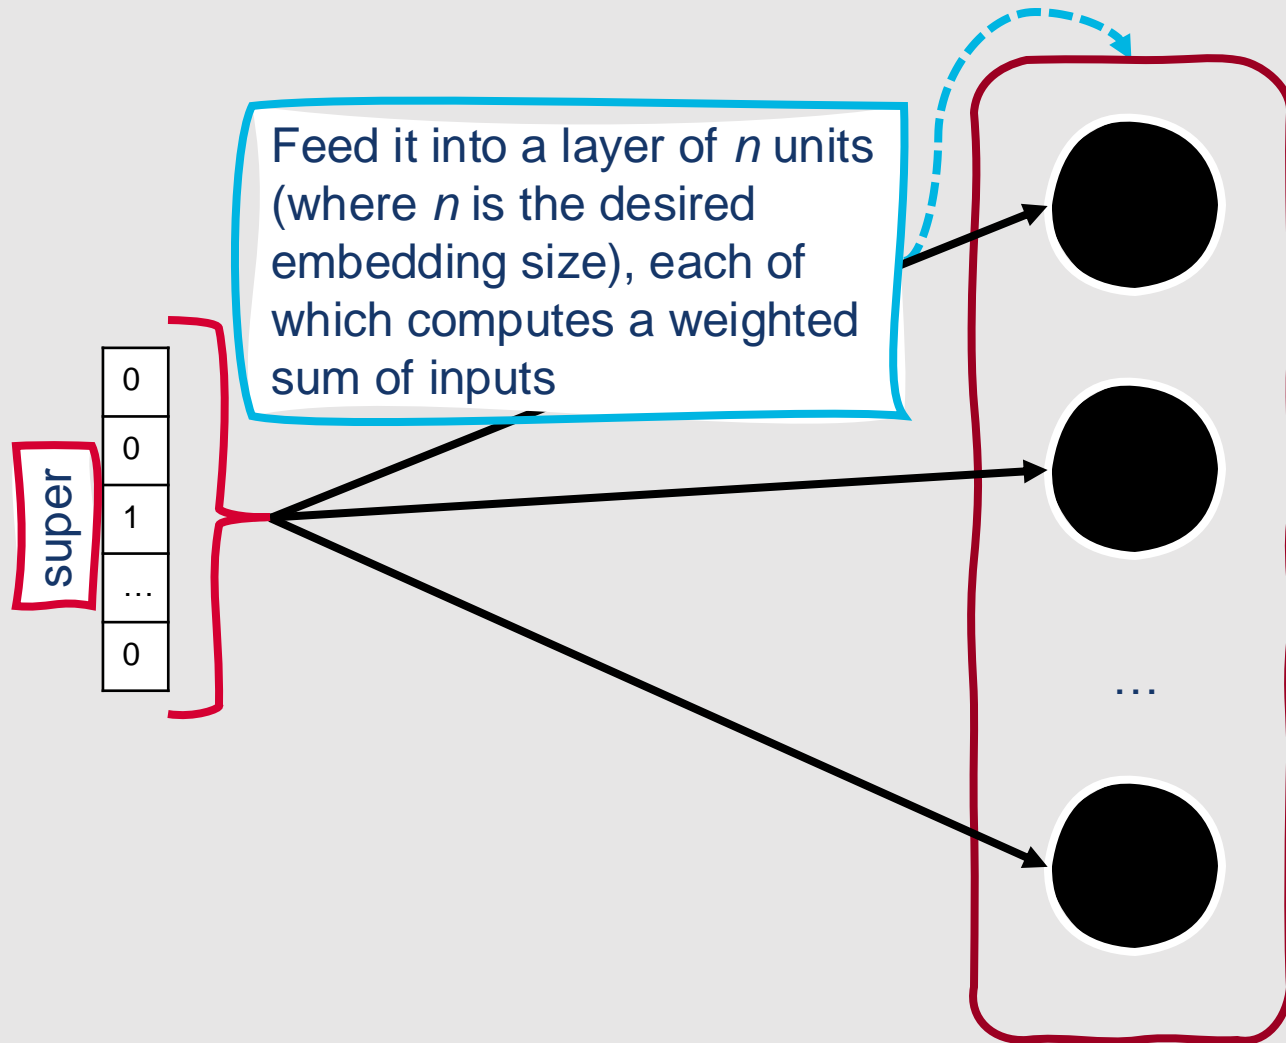 Feed it into a layer of n units
(where n is the desired
embedding size), each of
which computes a weighted
sum of inputs
super
0
0
1
…
0
…